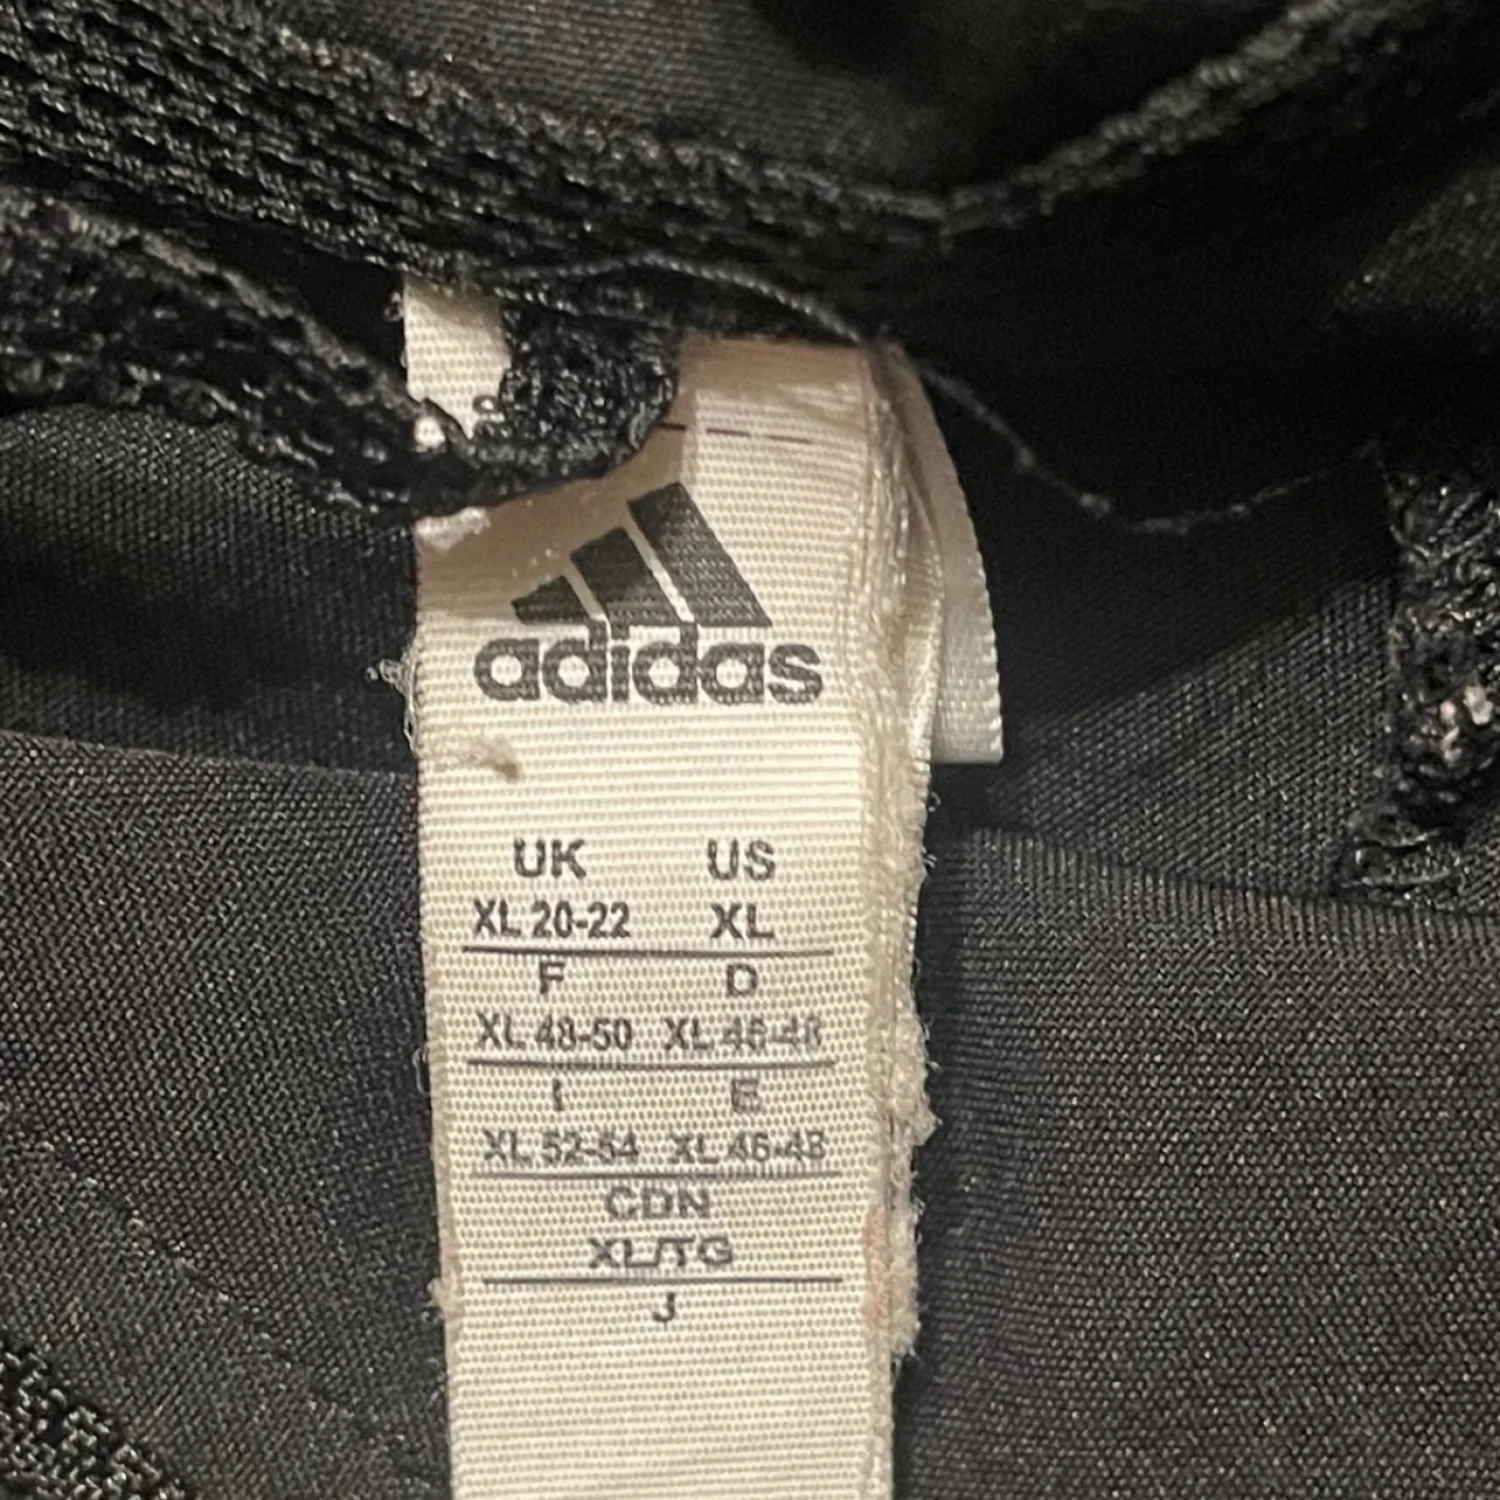 adidas
UK US
XL 20-22 XL
F D
XL 48-50 XL 46-48
I E
XL 52-54 XL 46-48
CDN
XL/TG
J